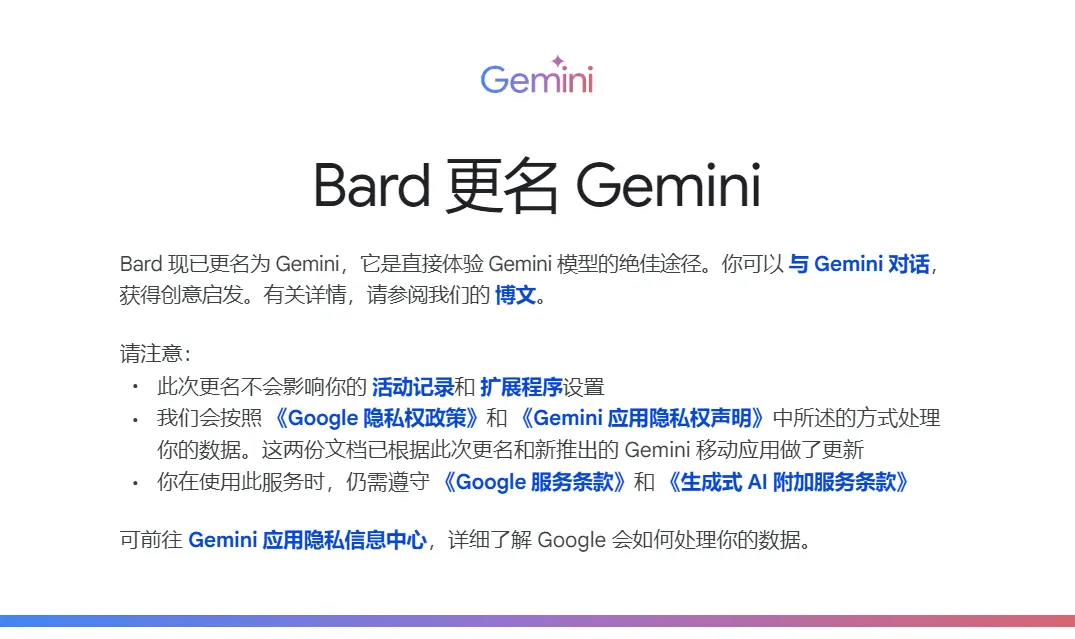 Gemini
Bard 更名 Gemini
Bard 现已更名为 Gemini，它是直接体验 Gemini 模型的绝佳途径。你可以 与 Gemini 对话，
获得创意启发。有关详情，请参阅我们的 博文。
请注意：
• 此次更名不会影响你的 活动记录和 扩展程序设置
• 我们会按照 《Google 隐私权政策》和 《Gemini 应用隐私权声明》中所述的方式处理
你的数据。这两份文档已根据此次更名和新推出的 Gemini 移动应用做了更新
• 你在使用此服务时，仍需遵守 《Google 服务条款》和 《生成式 AI 附加服务条款》
可前往 Gemini 应用隐私信息中心，详细了解 Google 会如何处理你的数据。